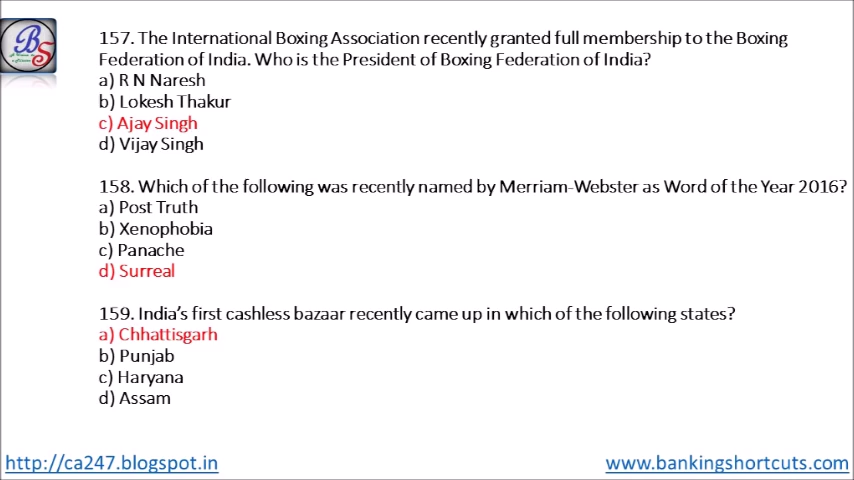 BS
157. The International Boxing Association recently granted full membership to the Boxing
Federation of India. Who is the President of Boxing Federation of India?
a) R N Naresh
b) Lokesh Thakur
c) Ajay Singh
d) Vijay Singh
158. Which of the following was recently named by Merriam-Webster as Word of the Year 2016?
a) Post Truth
b) Xenophobia
c) Panache
d) Surreal
159. India’s first cashless bazaar recently came up in which of the following states?
a) Chhattisgarh
b) Punjab
c) Haryana
d) Assam
http://ca247.blogspot.in
www.bankingshortcuts.com